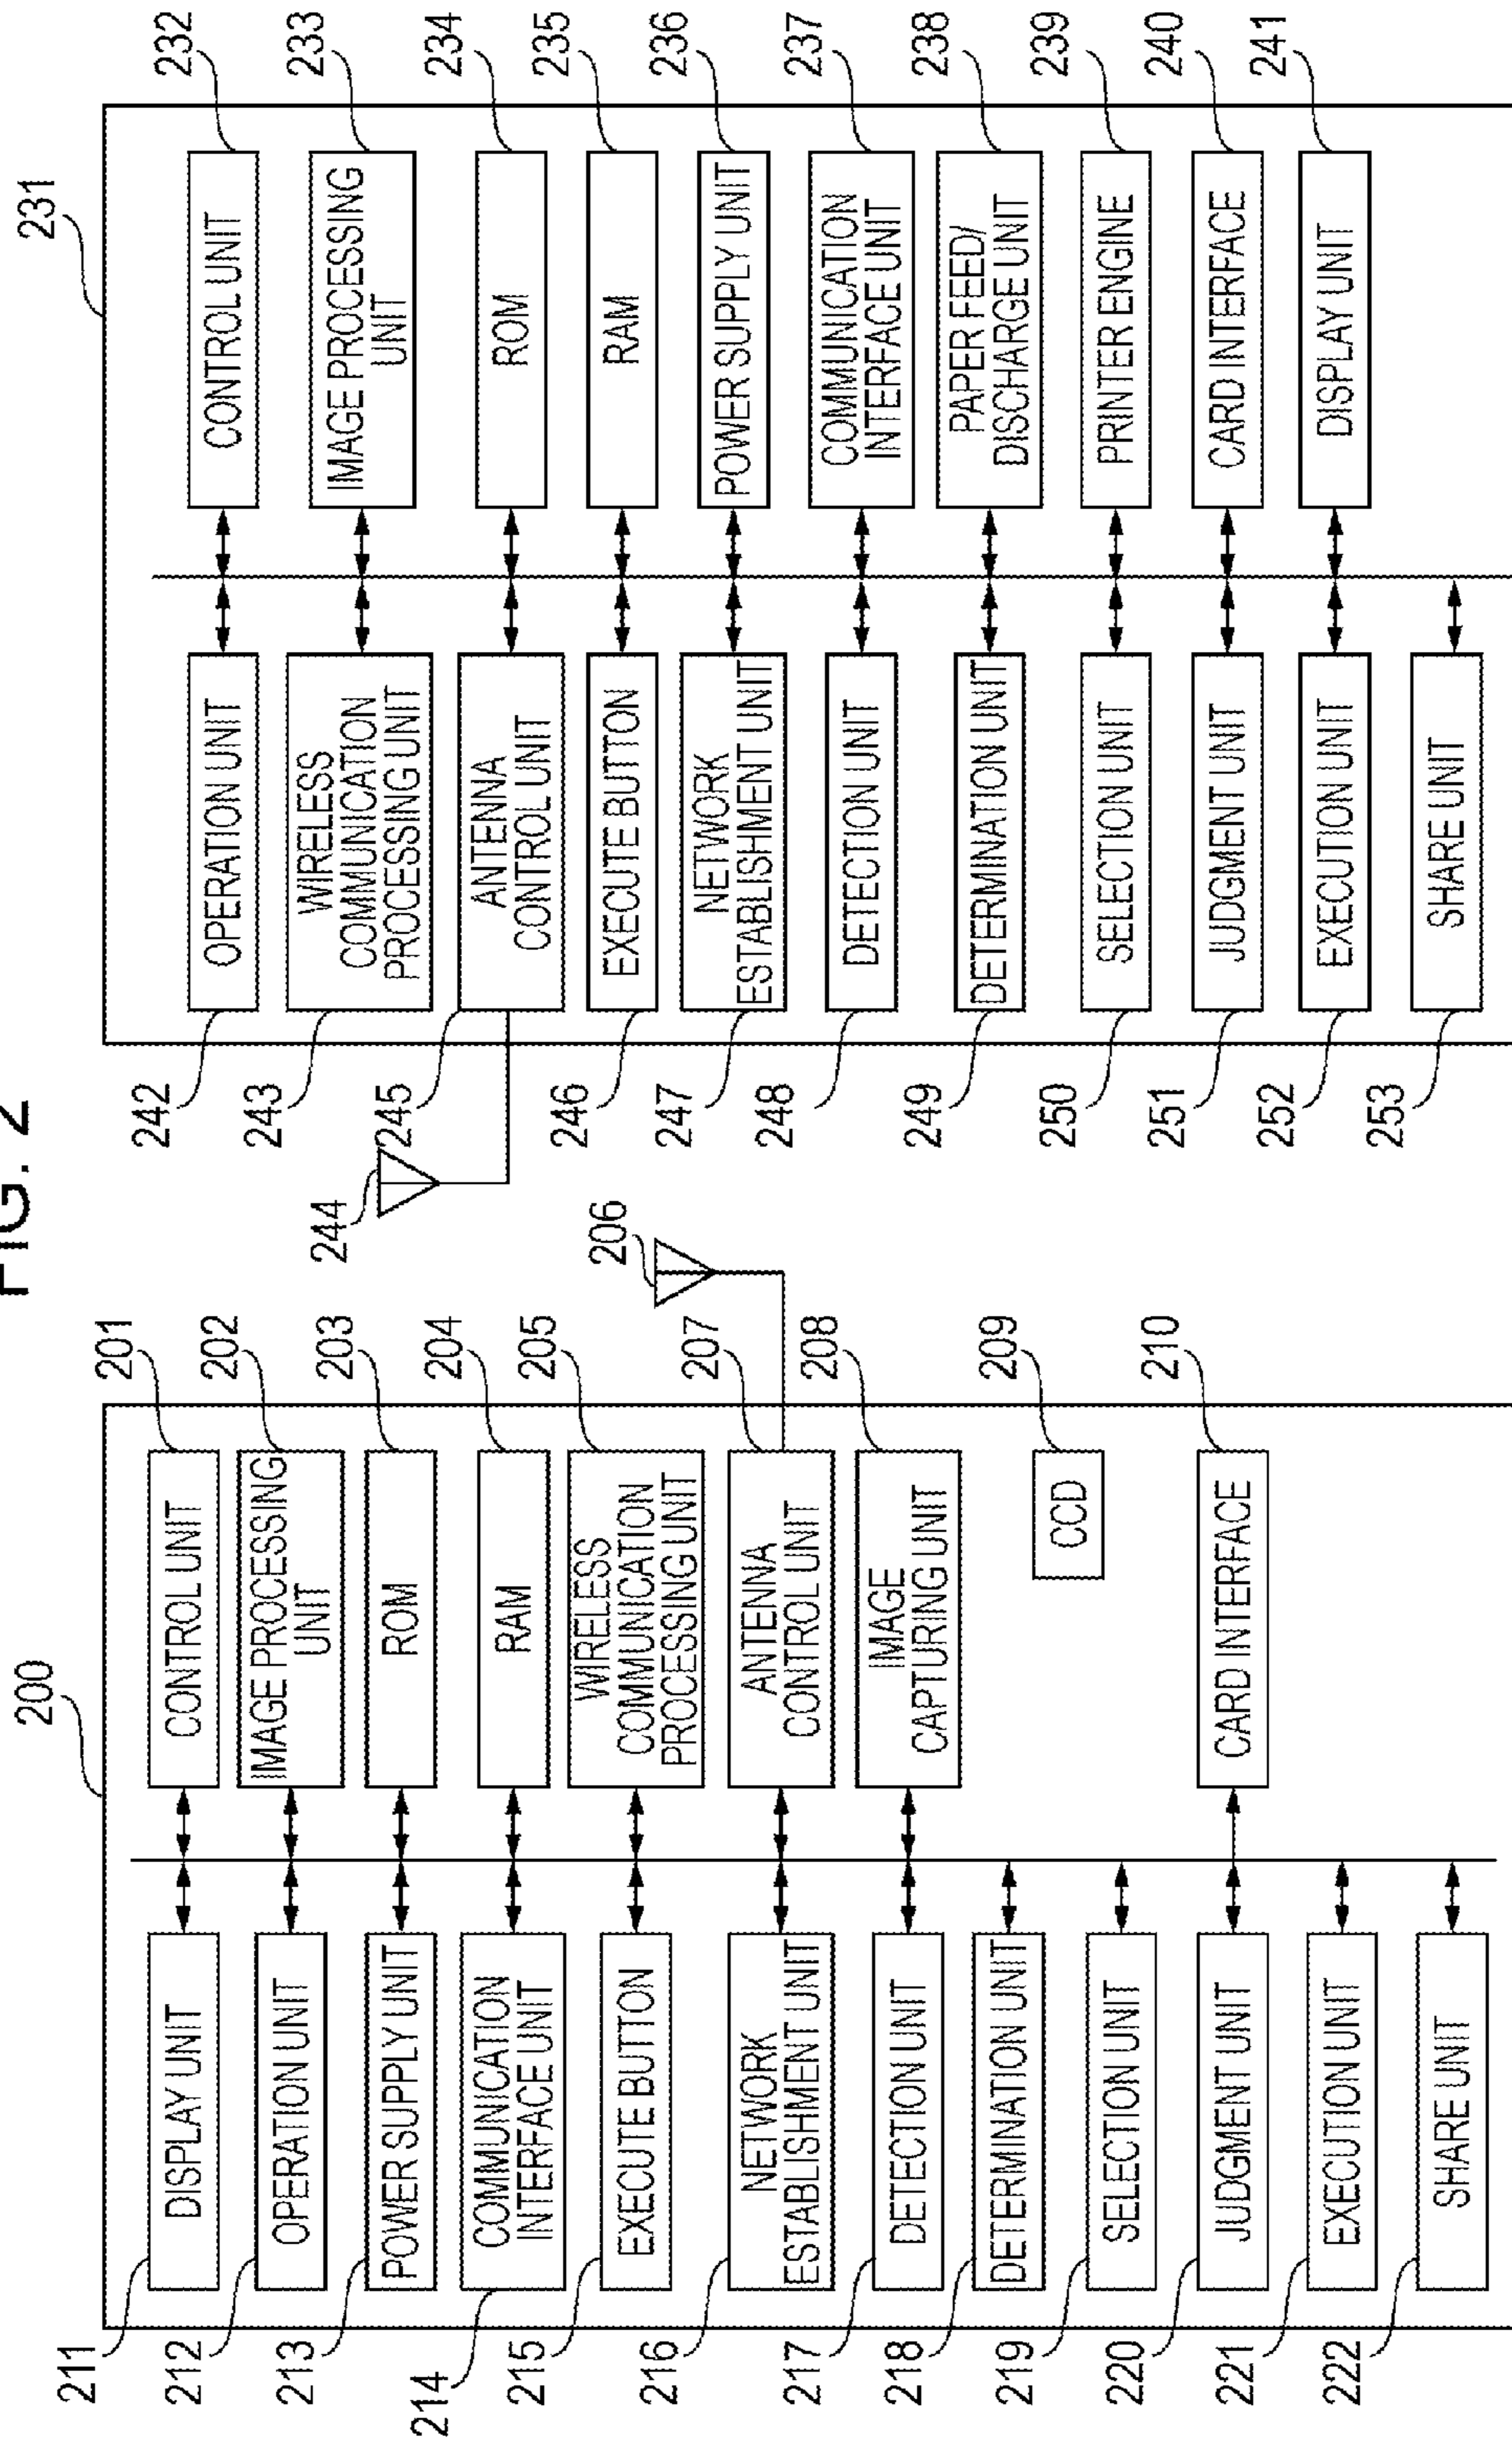 FIG. 2
200
201
CONTROL UNIT
202
IMAGE PROCESSING
UNIT
203
ROM
204
RAM
205
WIRELESS
COMMUNICATION
PROCESSING UNIT
206
207
ANTENNA
CONTROL UNIT
208
IMAGE
CAPTURING UNIT
209
CCD
210
CARD INTERFACE
211
DISPLAY UNIT
212
OPERATION UNIT
213
POWER SUPPLY UNIT
214
COMMUNICATION
INTERFACE UNIT
215
EXECUTE BUTTON
216
NETWORK
ESTABLISHMENT UNIT
217
DETECTION UNIT
218
DETERMINATION UNIT
219
SELECTION UNIT
220
JUDGMENT UNIT
221
EXECUTION UNIT
222
SHARE UNIT
231
232
CONTROL UNIT
233
IMAGE PROCESSING
UNIT
234
ROM
235
RAM
236
POWER SUPPLY UNIT
237
COMMUNICATION
INTERFACE UNIT
238
PAPER FEED/
DISCHARGE UNIT
239
PRINTER ENGINE
240
CARD INTERFACE
241
DISPLAY UNIT
242
OPERATION UNIT
243
WIRELESS
COMMUNICATION
PROCESSING UNIT
244
245
ANTENNA
CONTROL UNIT
246
EXECUTE BUTTON
247
NETWORK
ESTABLISHMENT UNIT
248
DETECTION UNIT
249
DETERMINATION UNIT
250
SELECTION UNIT
251
JUDGMENT UNIT
252
EXECUTION UNIT
253
SHARE UNIT